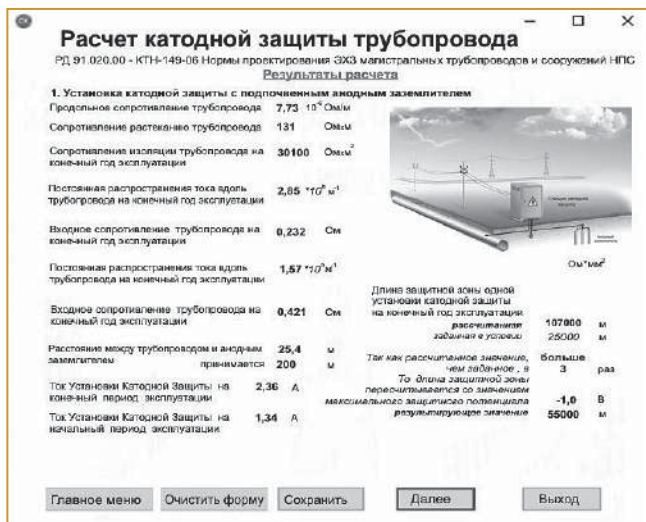 Расчет катодной защиты трубопровода
РД 91.020.00 - КТН-149-06 Нормы проектирования ЭХЗ магистральных трубопроводов и сооружений НПС
Результаты расчета
1. Установка катодной защиты с подпочвенным анодным заземлителем
Продольное сопротивление трубопровода 7,73 10⁻⁶ Ом/м
Сопротивление растеканию трубопровода 131 Ом·м
Сопротивление изоляции трубопровода на
конечный год эксплуатации 30100 Ом·м²
Постоянная распространения тока вдоль
трубопровода на конечный год эксплуатации 2,85 м⁻¹
Входное сопротивление трубопровода на
конечный год эксплуатации 0,232 Ом
Постоянная распространения тока вдоль
трубопровода на конечный год эксплуатации 1,57 м⁻¹
Входное сопротивление трубопровода на
конечный год эксплуатации 0,421 Ом
Расстояние между трубопроводом и анодным 25,4 м
заземлителем принимается 200 м
Ток Установки Катодной Защиты на 2,36 А
конечный период эксплуатации
Ток Установки Катодной Защиты на 1,34 А
начальный период эксплуатации
Станция катодной
защиты
Ом*мм²
Длина защитной зоны одной
установки катодной защиты
на конечный год эксплуатации
рассчитанная 107000 м
заданная в условии 25000 м
Так как рассчитанное значение, больше
чем заданное, в 3 раз
То длина защитной зоны
пересчитывается со значением
максимального защитного потенциала -1,0 В
результирующее значение 55000 м
Главное меню
Очистить форму
Сохранить
Далее
Выход